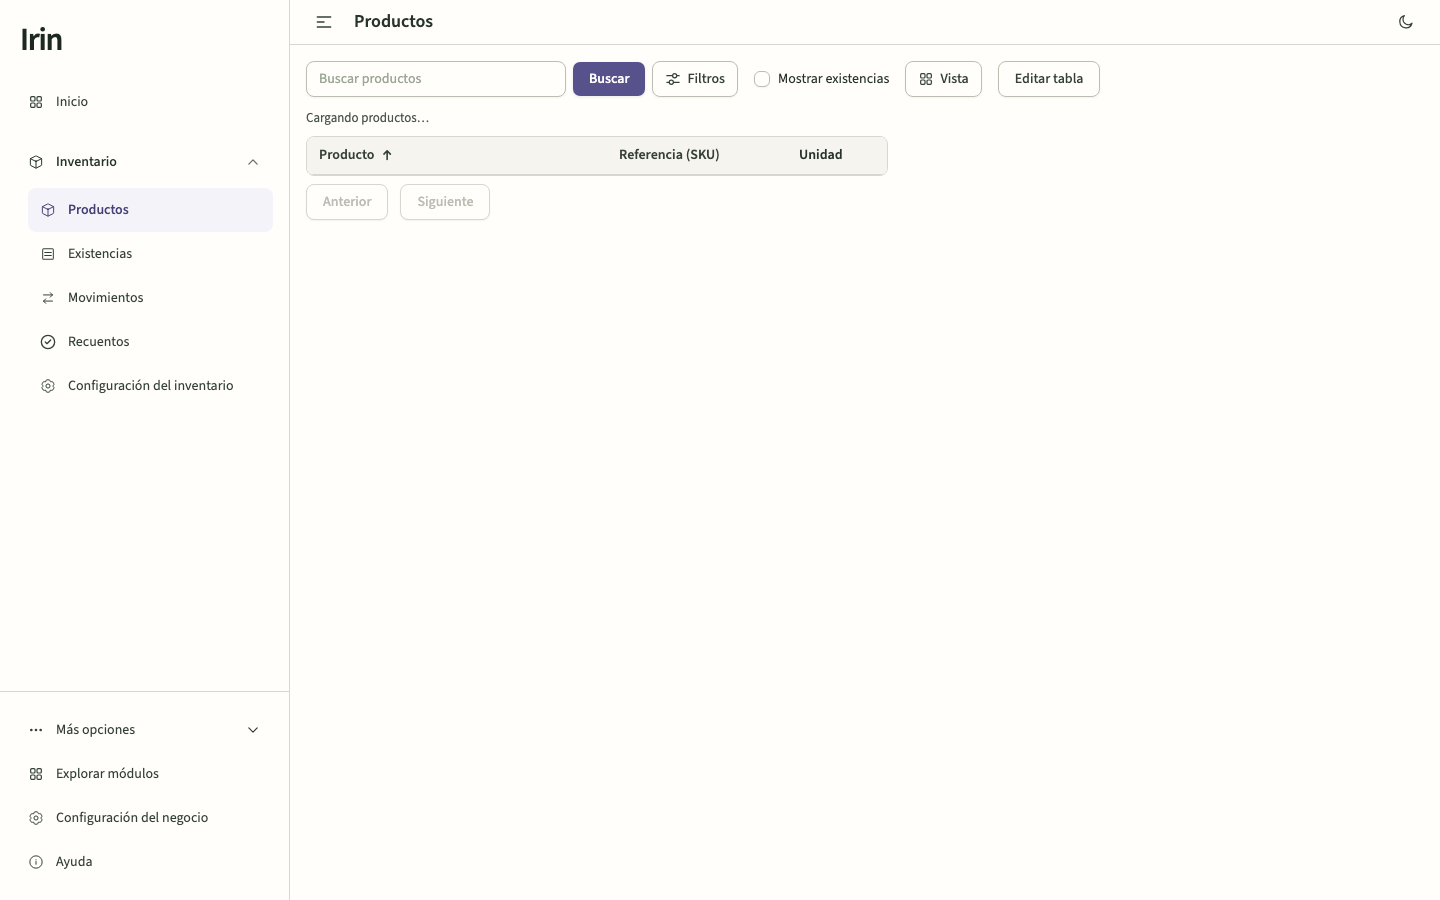 Irin
Inicio
Inventario
Productos
Existencias
Movimientos
Recuentos
Configuración del inventario
Más opciones
Explorar módulos
Configuración del negocio
Ayuda
Productos
Buscar productos Buscar Filtros Mostrar existencias Vista Editar tabla
Cargando productos…
Producto Referencia (SKU) Unidad
Anterior Siguiente